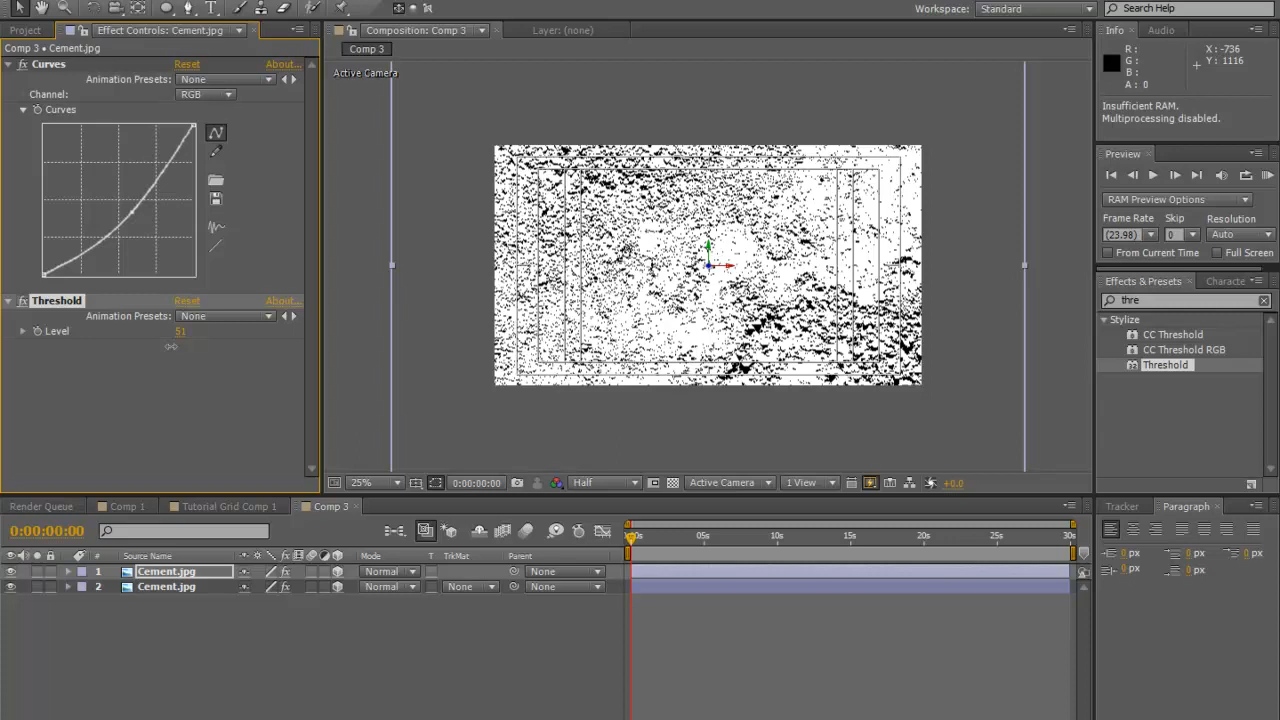 Workspace: Standard Search Help
Project Effect Controls: Cement.jpg Composition: Comp 3 Layer: (none) Info Audio
Comp 3 • Cement.jpg
Comp 3
Curves Reset About...
Animation Presets: None
Channel: RGB
Curves
Threshold Reset About...
Animation Presets: None
Level 51
Active Camera
25% 0:00:00:00 Half Active Camera 1 View +0.0
R: X: -736
G: Y: 1116
B:
A: 0
Insufficient RAM.
Multiprocessing disabled.
Preview
RAM Preview Options
Frame Rate Skip Resolution
(23.98) 0 Auto
From Current Time Full Screen
Effects & Presets Characte
thre
Stylize
CC Threshold
CC Threshold RGB
32 Threshold
Render Queue Comp 1 Tutorial Grid Comp 1 Comp 3
0:00:00:00
# Source Name Mode T TrkMat Parent
1 Cement.jpg Normal None
2 Cement.jpg Normal None None
05s 10s 15s 20s 25s 30s
Tracker Paragraph
0 px 0 px 0 px
0 px 0 px